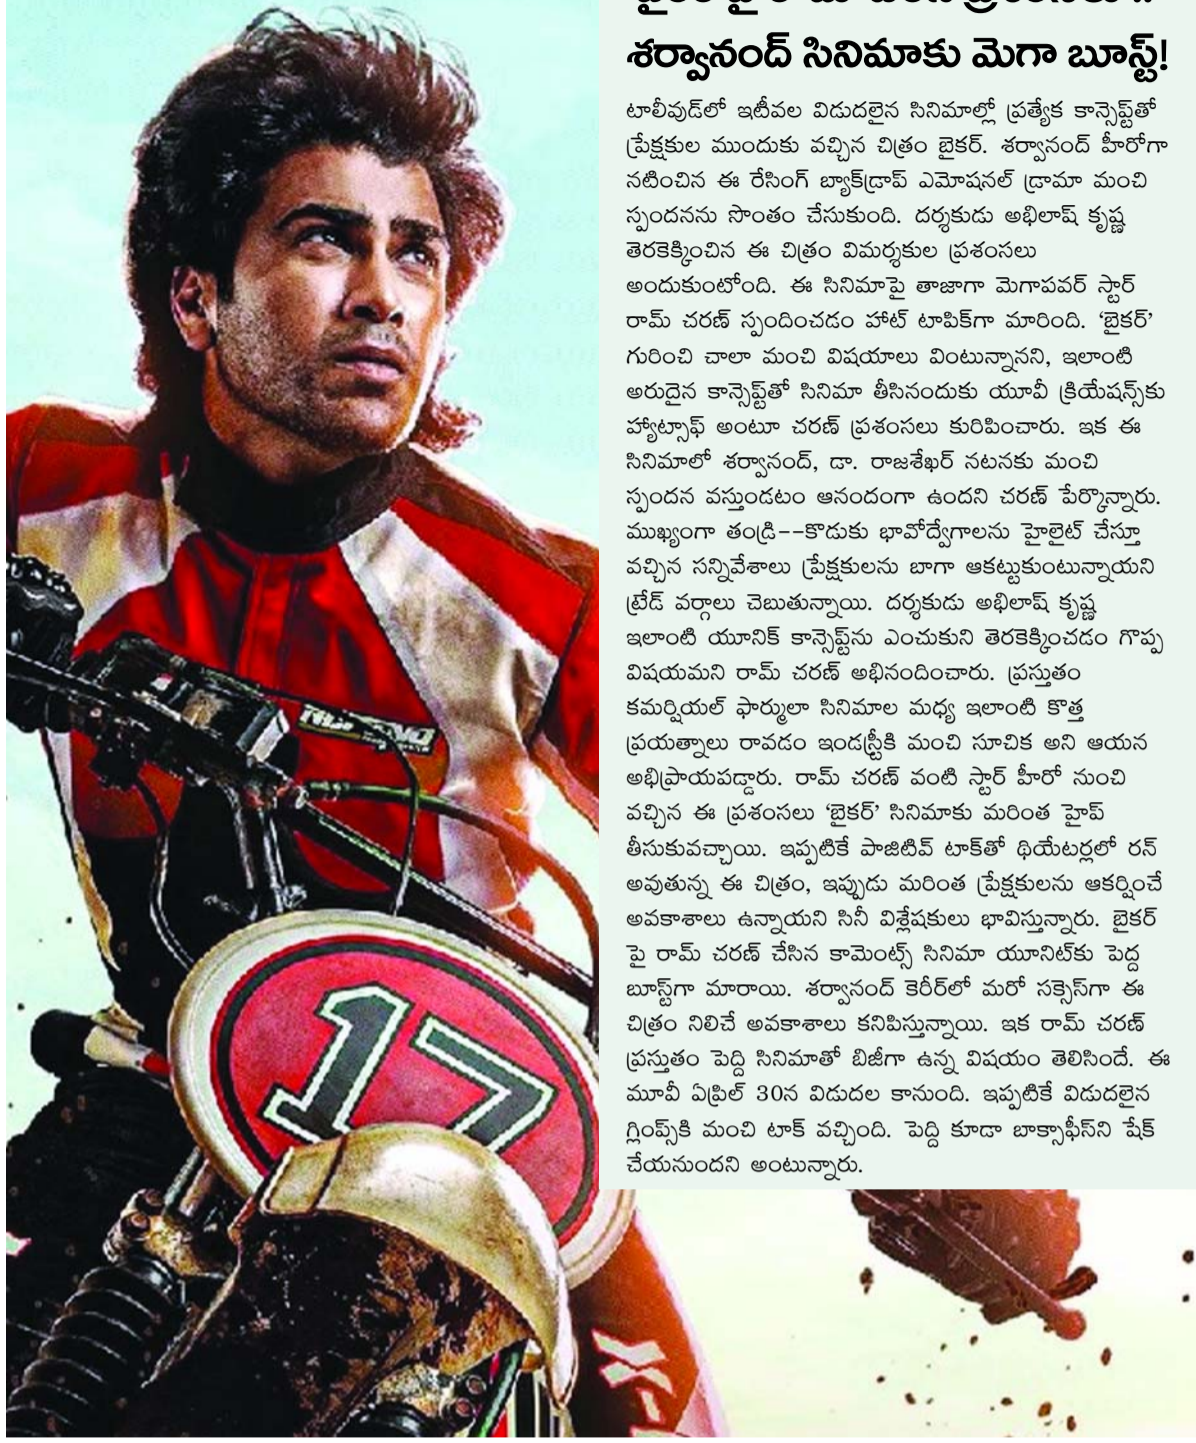 శర్వానంద్ సినిమాకు మెగా బూస్ట్!
టాలీవుడ్‌లో ఇటీవల విడుదలైన సినిమాల్లో ప్రత్యేక కాన్సెప్ట్‌తో
ప్రేక్షకుల ముందుకు వచ్చిన చిత్రం బైకర్. శర్వానంద్ హీరోగా
నటించిన ఈ రేసింగ్ బ్యాక్‌డ్రాప్ ఎమోషనల్ డ్రామా మంచి
స్పందనను సొంతం చేసుకుంది. దర్శకుడు అభిలాష్ కృష్ణ
తెరకెక్కించిన ఈ చిత్రం విమర్శకుల ప్రశంసలు
అందుకుంటోంది. ఈ సినిమాపై తాజాగా మెగాపవర్ స్టార్
రామ్ చరణ్ స్పందించడం హాట్ టాపిక్‌గా మారింది. ‘బైకర్’
గురించి చాలా మంచి విషయాలు వింటున్నానని, ఇలాంటి
అరుదైన కాన్సెప్ట్‌తో సినిమా తీసినందుకు యూవీ క్రియేషన్స్‌కు
హ్యాట్సాఫ్ అంటూ చరణ్ ప్రశంసలు కురిపించారు. ఇక ఈ
సినిమాలో శర్వానంద్, డా. రాజశేఖర్ నటనకు మంచి
స్పందన వస్తుండటం ఆనందంగా ఉందని చరణ్ పేర్కొన్నారు.
ముఖ్యంగా తండ్రి--కొడుకు భావోద్వేగాలను హైలైట్ చేస్తూ
వచ్చిన సన్నివేశాలు ప్రేక్షకులను బాగా ఆకట్టుకుంటున్నాయని
ట్రేడ్ వర్గాలు చెబుతున్నాయి. దర్శకుడు అభిలాష్ కృష్ణ
ఇలాంటి యూనిక్ కాన్సెప్ట్‌ను ఎంచుకుని తెరకెక్కించడం గొప్ప
విషయమని రామ్ చరణ్ అభినందించారు. ప్రస్తుతం
కమర్షియల్ ఫార్ములా సినిమాల మధ్య ఇలాంటి కొత్త
ప్రయత్నాలు రావడం ఇండస్ట్రీకి మంచి సూచిక అని ఆయన
అభిప్రాయపడ్డారు. రామ్ చరణ్ వంటి స్టార్ హీరో నుంచి
వచ్చిన ఈ ప్రశంసలు ‘బైకర్’ సినిమాకు మరింత హైప్
తీసుకువచ్చాయి. ఇప్పటికే పాజిటివ్ టాక్‌తో థియేటర్లలో రన్
అవుతున్న ఈ చిత్రం, ఇప్పుడు మరింత ప్రేక్షకులను ఆకర్షించే
అవకాశాలు ఉన్నాయని సినీ విశ్లేషకులు భావిస్తున్నారు. బైకర్
పై రామ్ చరణ్ చేసిన కామెంట్స్ సినిమా యూనిట్‌కు పెద్ద
బూస్ట్‌గా మారాయి. శర్వానంద్ కెరీర్‌లో మరో సక్సెస్‌గా ఈ
చిత్రం నిలిచే అవకాశాలు కనిపిస్తున్నాయి. ఇక రామ్ చరణ్
ప్రస్తుతం పెద్ది సినిమాతో బిజీగా ఉన్న విషయం తెలిసిందే. ఈ
మూవీ ఏప్రిల్ 30న విడుదల కానుంది. ఇప్పటికే విడుదలైన
గ్లింప్స్‌కి మంచి టాక్ వచ్చింది. పెద్ది కూడా బాక్సాఫీస్‌ని షేక్
చేయనుందని అంటున్నారు.
17